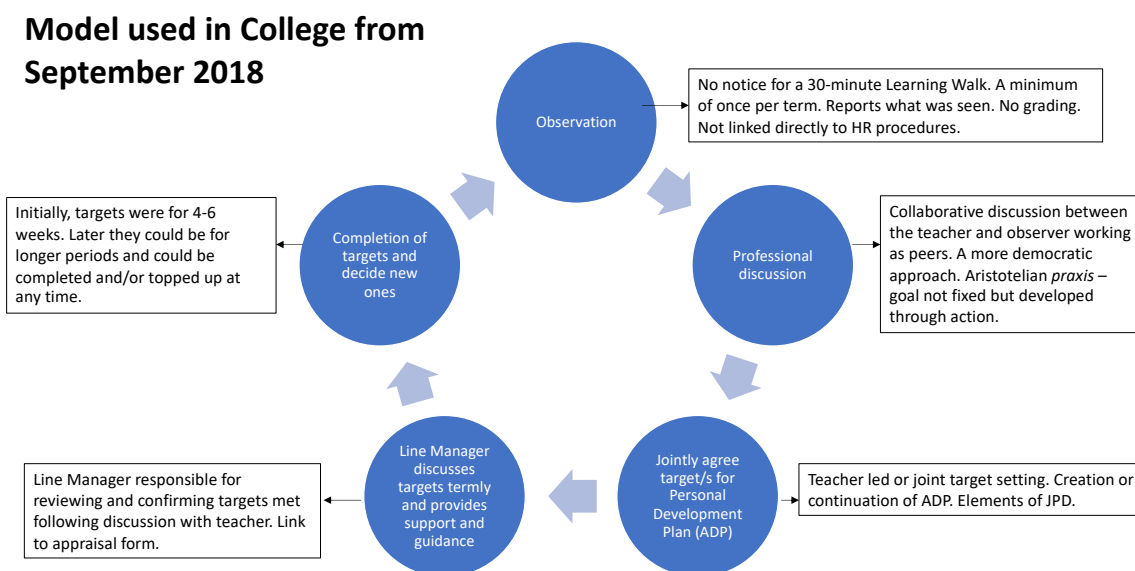 Model used in College from
September 2018
Observation
No notice for a 30-minute Learning Walk. A minimum
of once per term. Reports what was seen. No grading.
Not linked directly to HR procedures.
Professional
discussion
Collaborative discussion between
the teacher and observer working
as peers. A more democratic
approach. Aristotelian praxis –
goal not fixed but developed
through action.
Jointly agree
target/s for
Personal
Development
Plan (ADP)
Teacher led or joint target setting. Creation or
continuation of ADP. Elements of JPD.
Line Manager
discusses
targets termly
and provides
support and
guidance
Line Manager responsible for
reviewing and confirming targets met
following discussion with teacher. Link
to appraisal form.
Completion of
targets and
decide new
ones
Initially, targets were for 4-6
weeks. Later they could be for
longer periods and could be
completed and/or topped up at
any time.